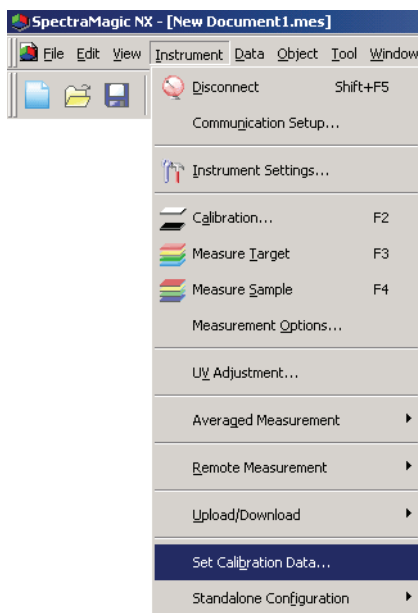 SpectraMagic NX - [New Document1.mes]
File Edit View Instrument Data Object Tool Window
Disconnect Shift+F5
Communication Setup...
Instrument Settings...
Calibration... F2
Measure Target F3
Measure Sample F4
Measurement Options...
UV Adjustment...
Averaged Measurement
Remote Measurement
Upload/Download
Set Calibration Data...
Standalone Configuration